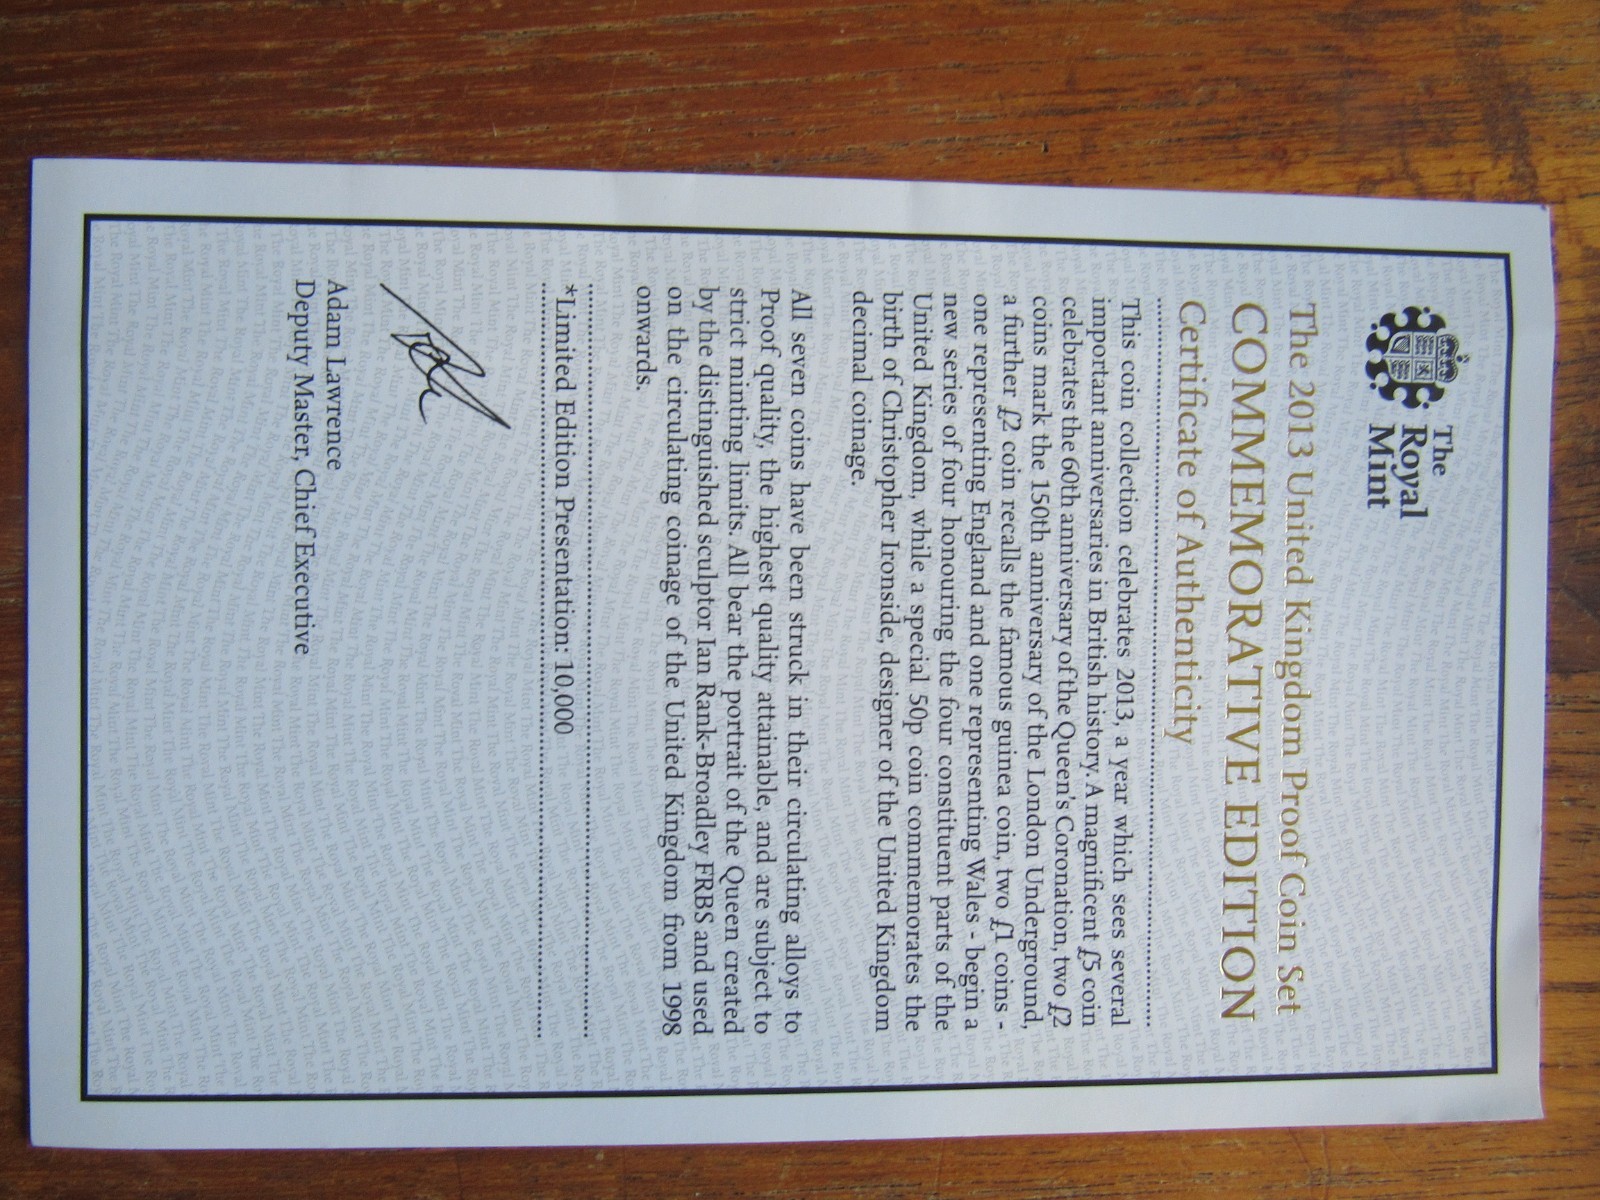 The
Royal
Mint
The 2013 United Kingdom Proof Coin Set
COMMEMORATIVE EDITION
Certificate of Authenticity
This coin collection celebrates 2013, a year which sees several
important anniversaries in British history. A magnificent £5 coin
celebrates the 60th anniversary of the Queen's Coronation, two £2
coins mark the 150th anniversary of the London Underground,
a further £2 coin recalls the famous guinea coin, two £1 coins -
one representing England and one representing Wales - begin a
new series of four honouring the four constituent parts of the
United Kingdom, while a special 50p coin commemorates the
birth of Christopher Ironside, designer of the United Kingdom
decimal coinage.
All seven coins have been struck in their circulating alloys to
Proof quality, the highest quality attainable, and are subject to
strict minting limits. All bear the portrait of the Queen created
by the distinguished sculptor Ian Rank-Broadley FRBS and used
on the circulating coinage of the United Kingdom from 1998
onwards.
*Limited Edition Presentation: 10,000
Adam Lawrence
Deputy Master, Chief Executive